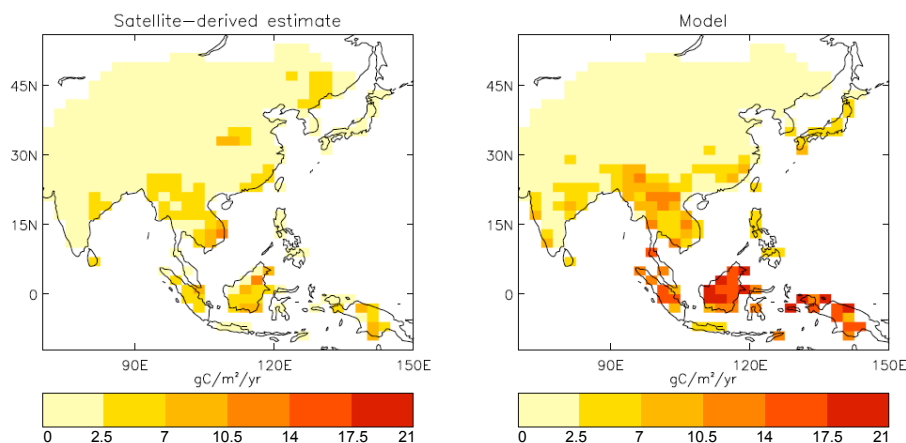 Satellite-derived estimate
45N
30N
15N
0
90E 120E 150E
gC/m²/yr
0 2.5 7 10.5 14 17.5 21
Model
45N
30N
15N
0
90E 120E 150E
gC/m²/yr
0 2.5 7 10.5 14 17.5 21